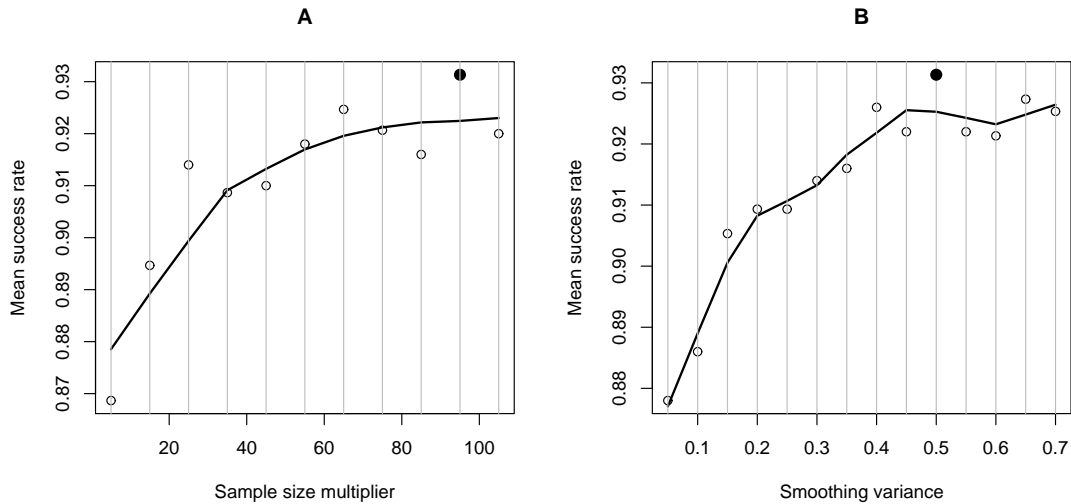 A
B
Mean success rate
0.93
0.92
0.91
0.90
0.89
0.88
0.87
20 40 60 80 100
Sample size multiplier
Mean success rate
0.93
0.92
0.91
0.90
0.89
0.88
0.1 0.2 0.3 0.4 0.5 0.6 0.7
Smoothing variance